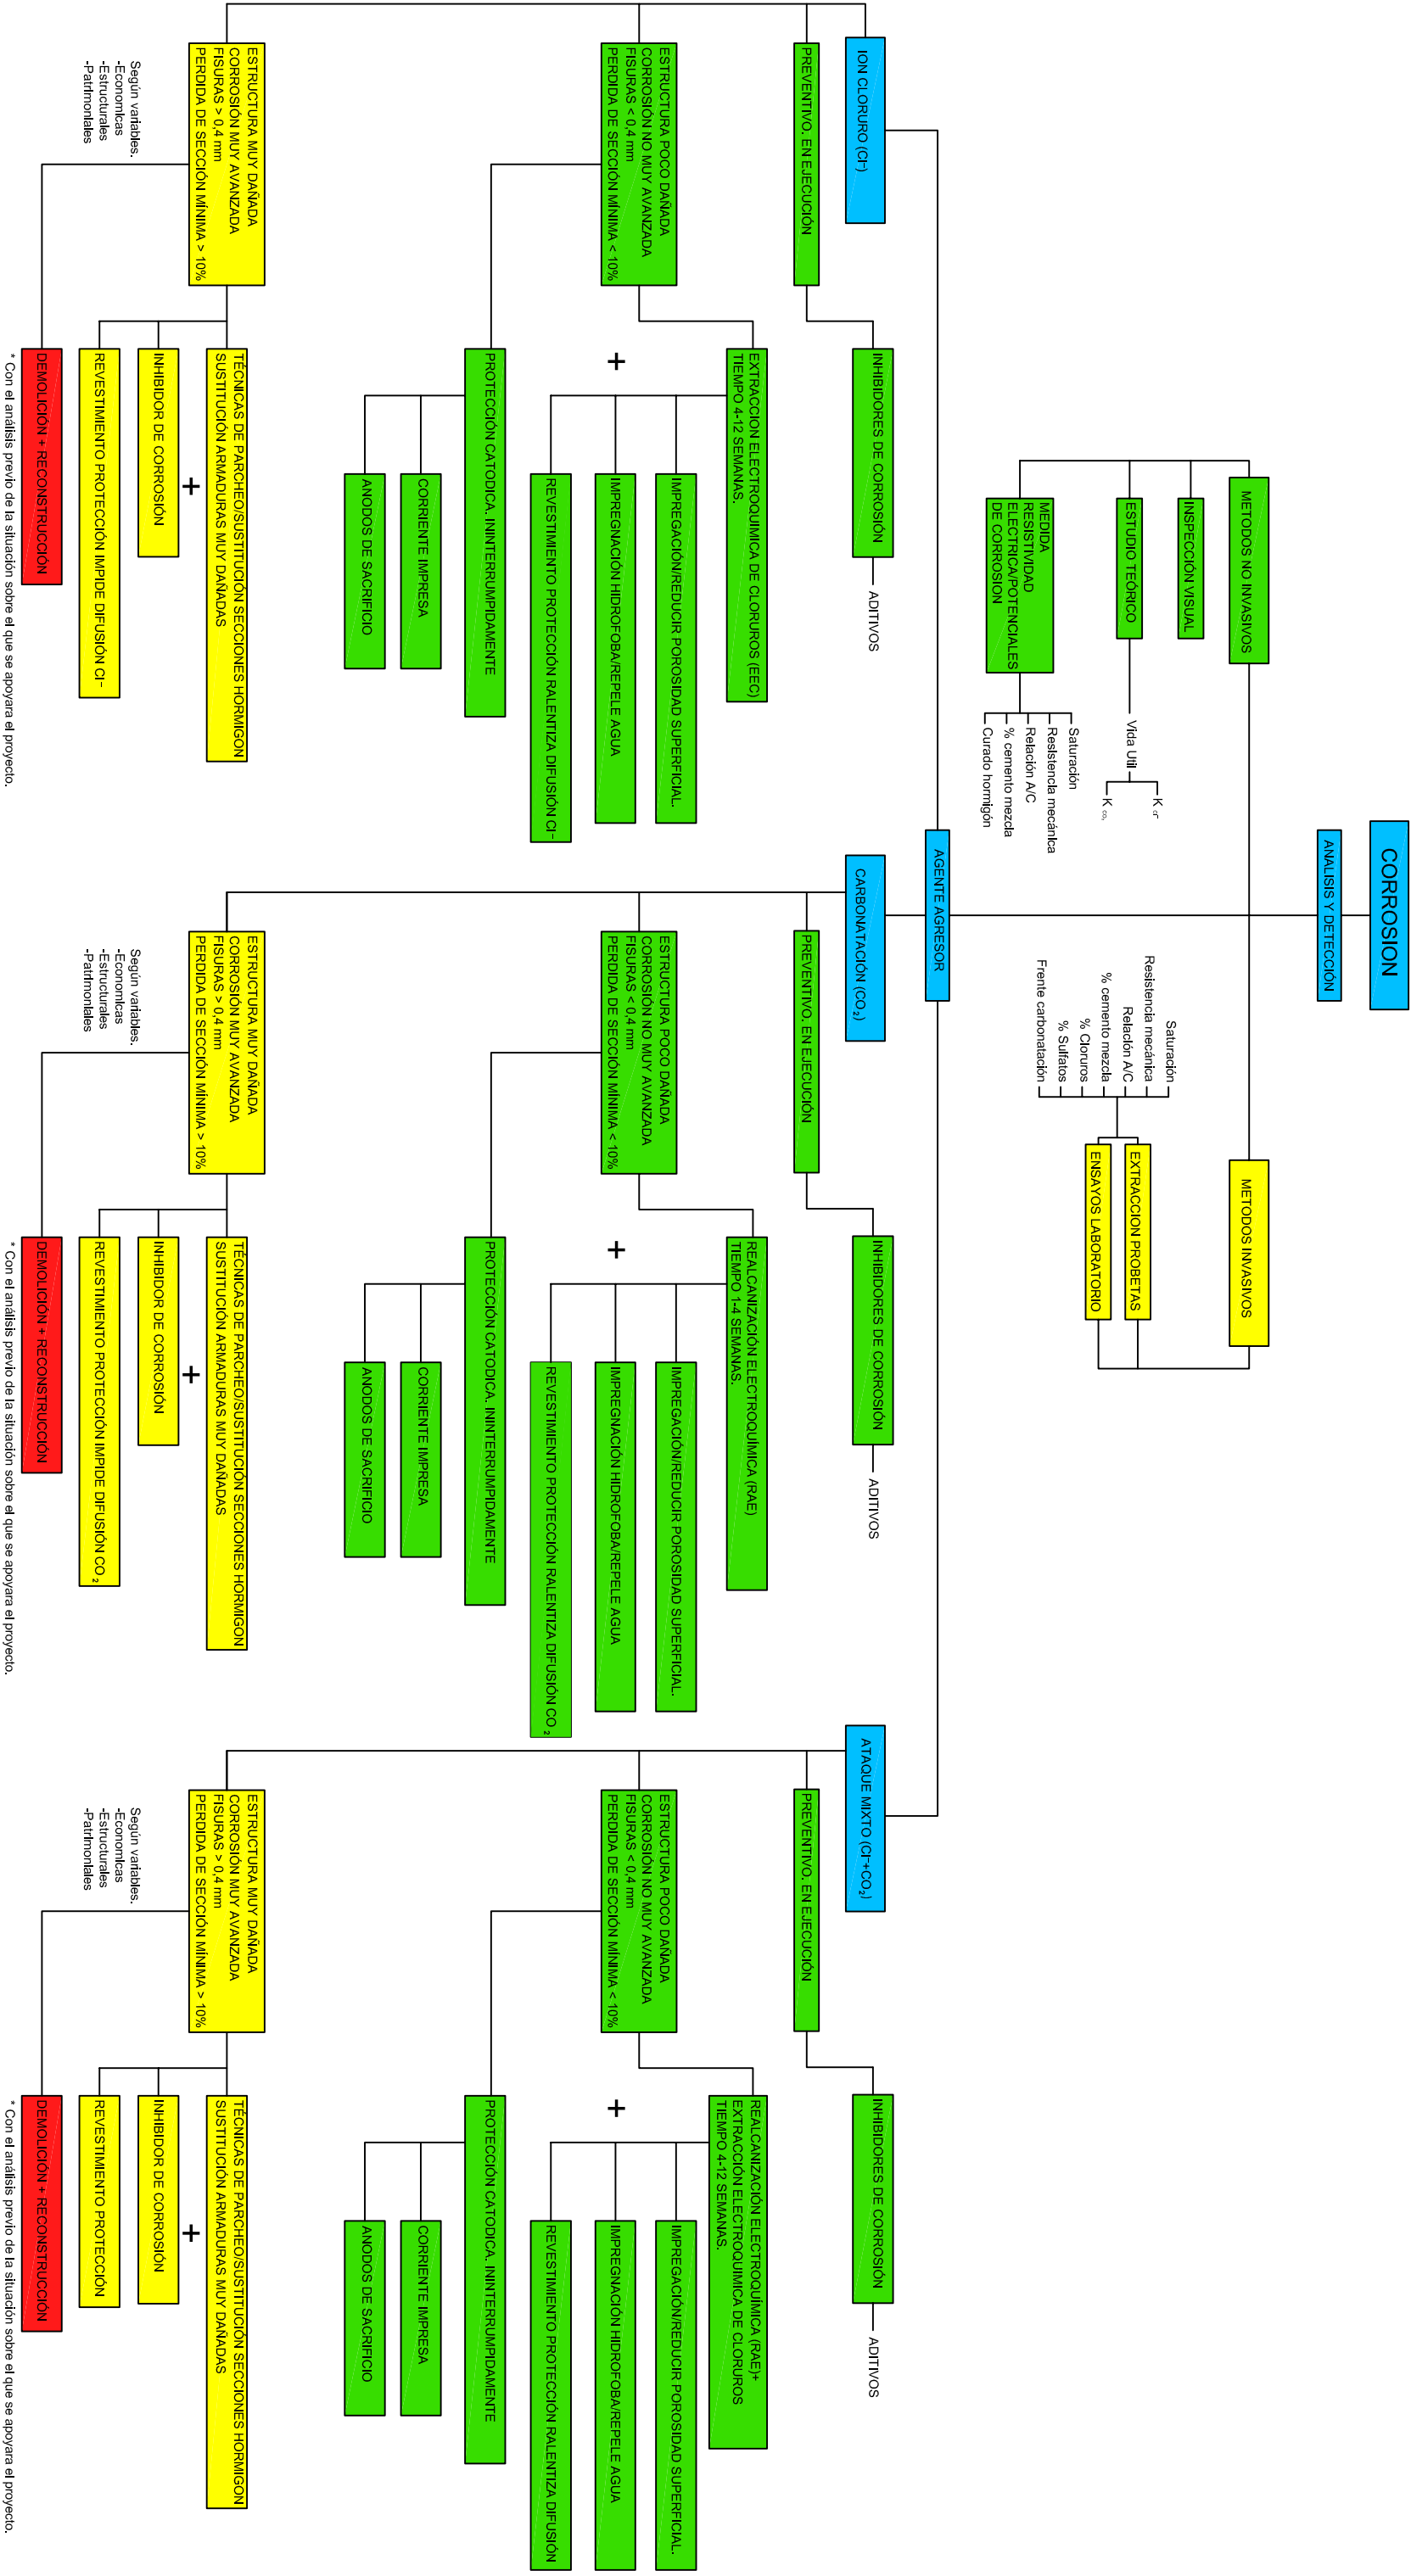 CORROSION
ANALISIS Y DETECCIÓN
METODOS NO INVASIVOS
INSPECCIÓN VISUAL
ESTUDIO TEÓRICO
Vida Util
K cl⁻
K co₂
MEDIDA
RESISTIVIDAD
ELECTRICA/POTENCIALES
DE CORROSION
Saturación
Resistencia mecánica
Relación A/C
% cemento mezcla
Curado hormigón
METODOS INVASIVOS
EXTRACCION PROBETAS
ENSAYOS LABORATORIO
Saturación
Resistencia mecánica
Relación A/C
% cemento mezcla
% Cloruros
% Sulfatos
Frente carbonatación
AGENTE AGRESOR
ION CLORURO (Cl⁻)
PREVENTIVO. EN EJECUCIÓN
INHIBIDORES DE CORROSIÓN
ADITIVOS
ESTRUCTURA POCO DAÑADA
CORROSIÓN NO MUY AVANZADA
FISURAS < 0,4 mm
PERDIDA DE SECCIÓN MÍNIMA < 10%
EXTRACCION ELECTROQUIMICA DE CLORUROS (EEC)
TIEMPO 4-12 SEMANAS.
+
IMPREGACIÓN/REDUCIR POROSIDAD SUPERFICIAL.
IMPREGNACIÓN HIDROFOBA/REPELE AGUA
REVESTIMIENTO PROTECCIÓN RALENTIZA DIFUSIÓN Cl⁻
PROTECCIÓN CATODICA. ININTERRUMPIDAMENTE
CORRIENTE IMPRESA
ANODOS DE SACRIFICIO
ESTRUCTURA MUY DAÑADA
CORROSIÓN MUY AVANZADA
FISURAS > 0,4 mm
PERDIDA DE SECCIÓN MÍNIMA > 10%
TÉCNICAS DE PARCHEO/SUSTITUCIÓN SECCIONES HORMIGON
SUSTITUCIÓN ARMADURAS MUY DAÑADAS
+
INHIBIDOR DE CORROSIÓN
REVESTIMIENTO PROTECCIÓN IMPIDE DIFUSIÓN Cl⁻
Según variables.
-Economicas
-Estructurales
-Patrimoniales
DEMOLICIÓN + RECONSTRUCCIÓN
* Con el análisis previo de la situación sobre el que se apoyara el proyecto.
CARBONATACIÓN (CO₂)
PREVENTIVO. EN EJECUCIÓN
INHIBIDORES DE CORROSIÓN
ADITIVOS
ESTRUCTURA POCO DAÑADA
CORROSIÓN NO MUY AVANZADA
FISURAS < 0,4 mm
PERDIDA DE SECCIÓN MÍNIMA < 10%
REALCANIZACIÓN ELECTROQUÍMICA (RAE)
TIEMPO 1-4 SEMANAS.
+
IMPREGACIÓN/REDUCIR POROSIDAD SUPERFICIAL.
IMPREGNACIÓN HIDROFOBA/REPELE AGUA
REVESTIMIENTO PROTECCIÓN RALENTIZA DIFUSIÓN CO₂
PROTECCIÓN CATODICA. ININTERRUMPIDAMENTE
CORRIENTE IMPRESA
ANODOS DE SACRIFICIO
ESTRUCTURA MUY DAÑADA
CORROSIÓN MUY AVANZADA
FISURAS > 0,4 mm
PERDIDA DE SECCIÓN MÍNIMA > 10%
TÉCNICAS DE PARCHEO/SUSTITUCIÓN SECCIONES HORMIGON
SUSTITUCIÓN ARMADURAS MUY DAÑADAS
+
INHIBIDOR DE CORROSIÓN
REVESTIMIENTO PROTECCIÓN IMPIDE DIFUSIÓN CO₂
Según variables.
-Economicas
-Estructurales
-Patrimoniales
DEMOLICIÓN + RECONSTRUCCIÓN
* Con el análisis previo de la situación sobre el que se apoyara el proyecto.
ATAQUE MIXTO (Cl⁻+CO₂)
PREVENTIVO. EN EJECUCIÓN
INHIBIDORES DE CORROSIÓN
ADITIVOS
ESTRUCTURA POCO DAÑADA
CORROSIÓN NO MUY AVANZADA
FISURAS < 0,4 mm
PERDIDA DE SECCIÓN MÍNIMA < 10%
REALCANIZACIÓN ELECTROQUÍMICA (RAE)+
EXTRACCIÓN ELECTROQUIMICA DE CLORUROS
TIEMPO 4-12 SEMANAS.
+
IMPREGACIÓN/REDUCIR POROSIDAD SUPERFICIAL.
IMPREGNACIÓN HIDROFOBA/REPELE AGUA
REVESTIMIENTO PROTECCIÓN RALENTIZA DIFUSIÓN
PROTECCIÓN CATODICA. ININTERRUMPIDAMENTE
CORRIENTE IMPRESA
ANODOS DE SACRIFICIO
ESTRUCTURA MUY DAÑADA
CORROSIÓN MUY AVANZADA
FISURAS > 0,4 mm
PERDIDA DE SECCIÓN MÍNIMA > 10%
TÉCNICAS DE PARCHEO/SUSTITUCIÓN SECCIONES HORMIGON
SUSTITUCIÓN ARMADURAS MUY DAÑADAS
+
INHIBIDOR DE CORROSIÓN
REVESTIMIENTO PROTECCIÓN
Según variables.
-Economicas
-Estructurales
-Patrimoniales
DEMOLICIÓN + RECONSTRUCCIÓN
* Con el análisis previo de la situación sobre el que se apoyara el proyecto.